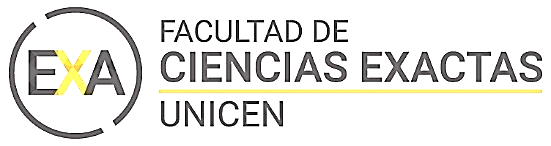 EXA
FACULTAD DE
CIENCIAS EXACTAS
UNICEN